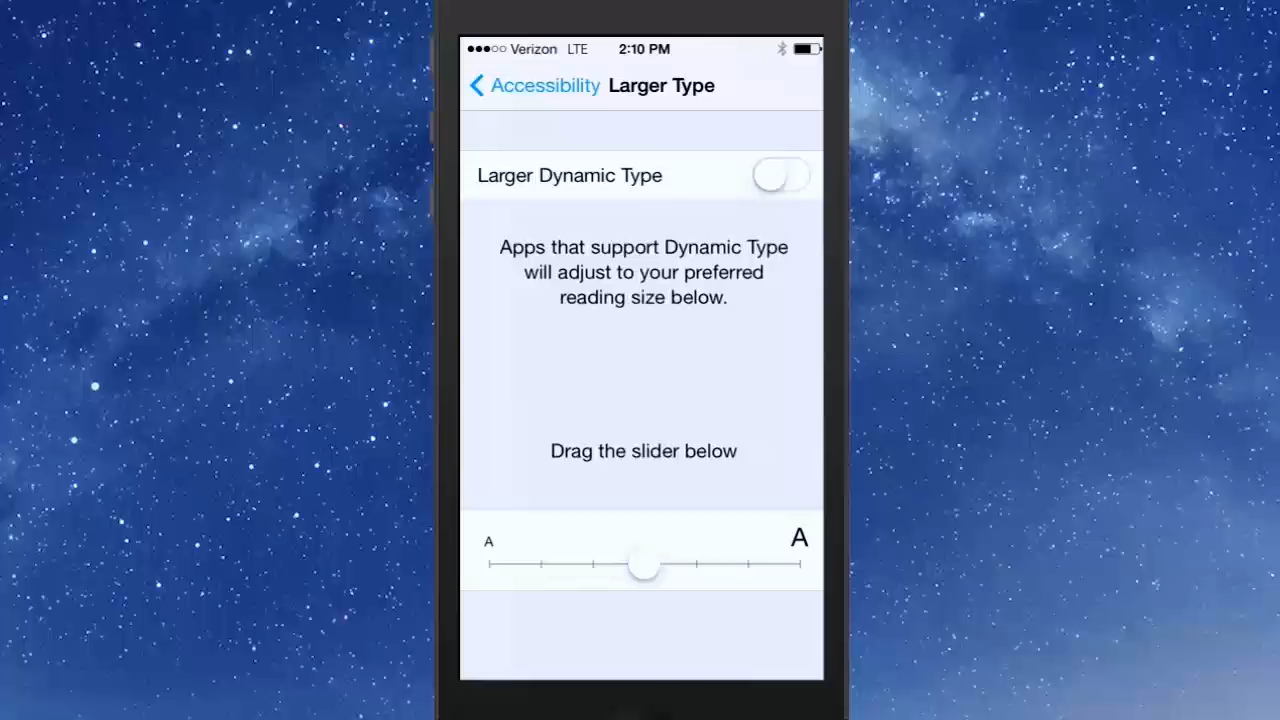 Verizon LTE 2:10 PM
Accessibility Larger Type
Larger Dynamic Type
Apps that support Dynamic Type
will adjust to your preferred
reading size below.
Drag the slider below
A A